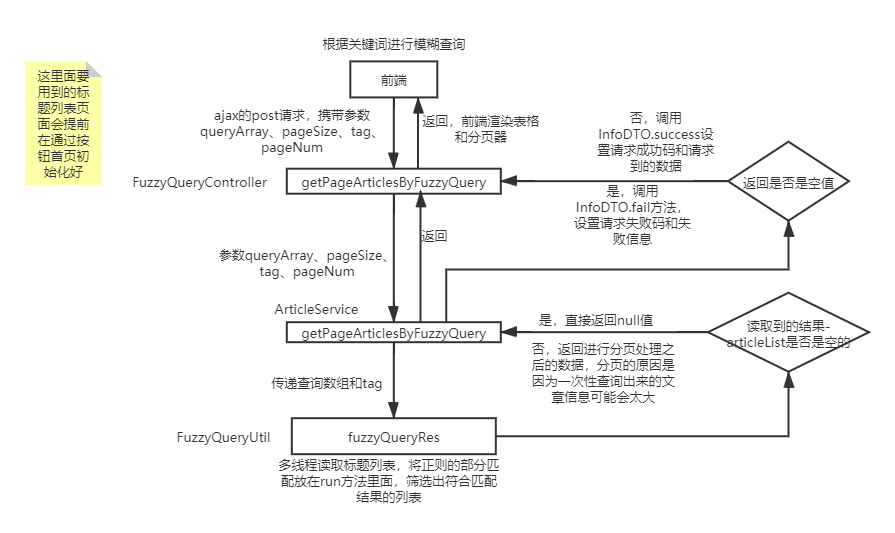 根据关键词进行模糊查询
这里面要
用到的标
题列表页
面会提前
在通过按
钮首页初
始化好
前端
ajax的post请求，携带参数
queryArray、pageSize、tag、
pageNum
返回，前端渲染表格
和分页器
否，调用
InfoDTO.success设
置请求成功码和请求
到的数据
FuzzyQueryController
getPageArticlesByFuzzyQuery
返回是否是空值
是，调用
InfoDTO.fail方法，
设置请求失败码和失
败信息
返回
参数queryArray、pageSize、
tag、pageNum
ArticleService
getPageArticlesByFuzzyQuery
是，直接返回null值
读取到的结果-
articleList是否是空的
否，返回进行分页处理之
后的数据，分页的原因是
因为一次性查询出来的文
章信息可能会太大
传递查询数组和tag
FuzzyQueryUtil
fuzzyQueryRes
多线程读取标题列表，将正则的部分匹
配放在run方法里面，筛选出符合匹配
结果的列表